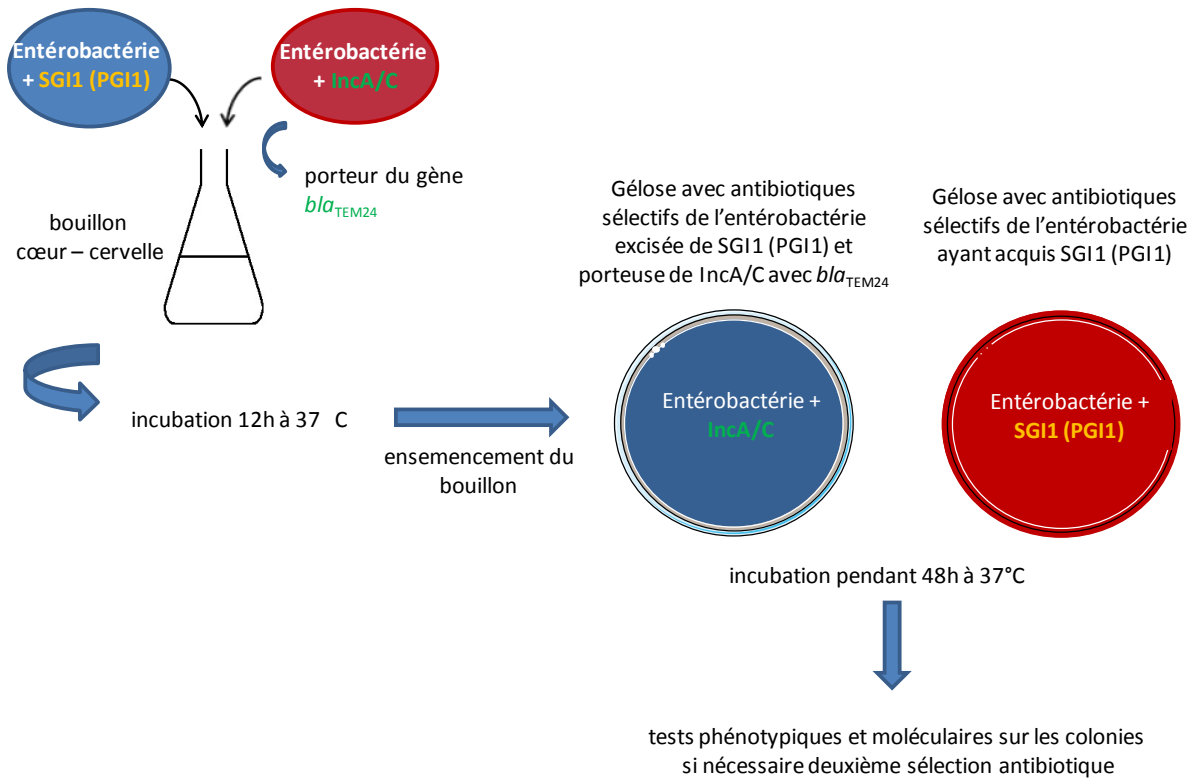 Entérobactérie
+ SGI1 (PGI1)
Entérobactérie
+ IncA/C
porteur du gène
blaTEM24
bouillon
cœur – cervelle
incubation 12h à 37 C
ensemencement du
bouillon
Gélose avec antibiotiques
sélectifs de l'entérobactérie
excisée de SGI1 (PGI1) et
porteuse de IncA/C avec blaTEM24
Gélose avec antibiotiques
sélectifs de l'entérobactérie
ayant acquis SGI1 (PGI1)
Entérobactérie +
IncA/C
Entérobactérie +
SGI1 (PGI1)
incubation pendant 48h à 37°C
tests phénotypiques et moléculaires sur les colonies
si nécessaire deuxième sélection antibiotique